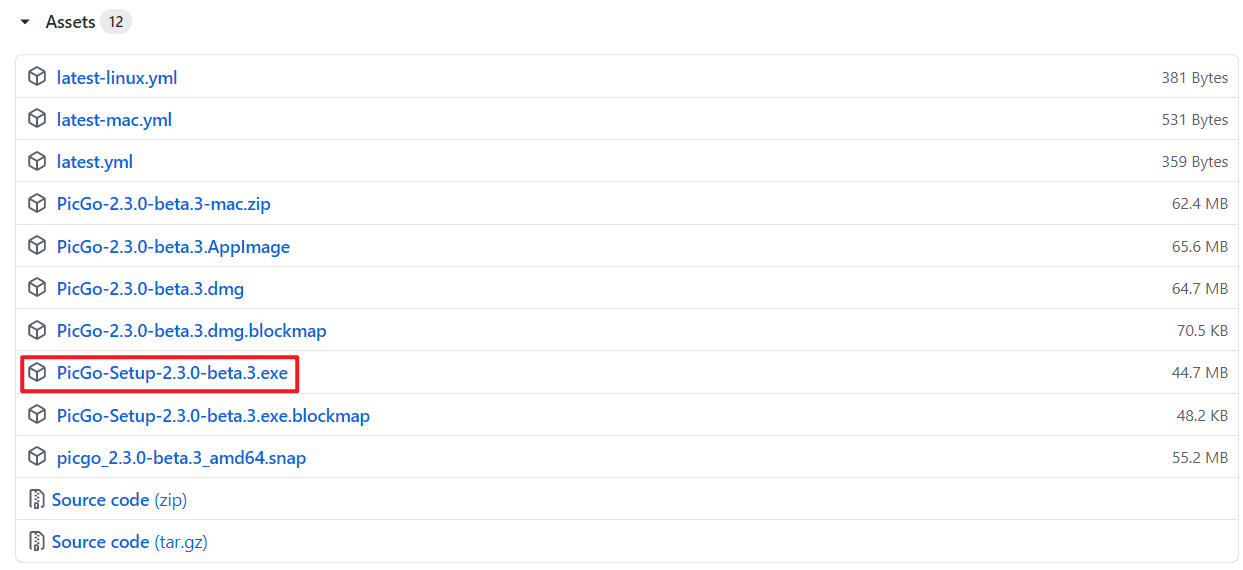 Assets 12
latest-linux.yml 381 Bytes
latest-mac.yml 531 Bytes
latest.yml 359 Bytes
PicGo-2.3.0-beta.3-mac.zip 62.4 MB
PicGo-2.3.0-beta.3.AppImage 65.6 MB
PicGo-2.3.0-beta.3.dmg 64.7 MB
PicGo-2.3.0-beta.3.dmg.blockmap 70.5 KB
PicGo-Setup-2.3.0-beta.3.exe 44.7 MB
PicGo-Setup-2.3.0-beta.3.exe.blockmap 48.2 KB
picgo_2.3.0-beta.3_amd64.snap 55.2 MB
Source code (zip)
Source code (tar.gz)